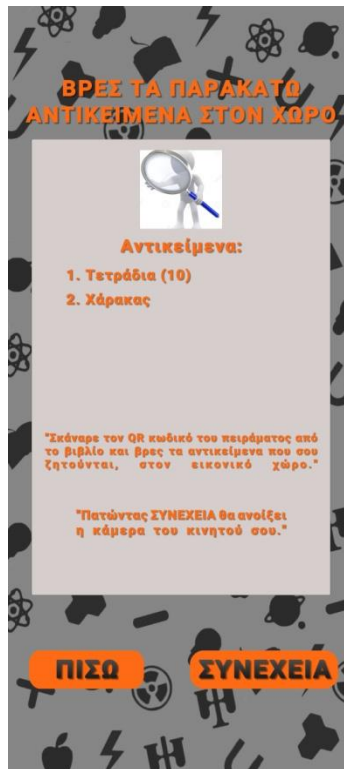 ΒΡΕΣ ΤΑ ΠΑΡΑΚΑΤΩ
ΑΝΤΙΚΕΙΜΕΝΑ ΣΤΟΝ ΧΩΡΟ
Αντικείμενα:
1. Τετράδια (10)
2. Χάρακας
"Σκάναρε τον QR κωδικό του πειράματος από
το βιβλίο και βρες τα αντικείμενα που σου
ζητούνται, στον εικονικό χώρο."
"Πατώντας ΣΥΝΕΧΕΙΑ θα ανοίξει
η κάμερα του κινητού σου."
ΠΙΣΩ
ΣΥΝΕΧΕΙΑ